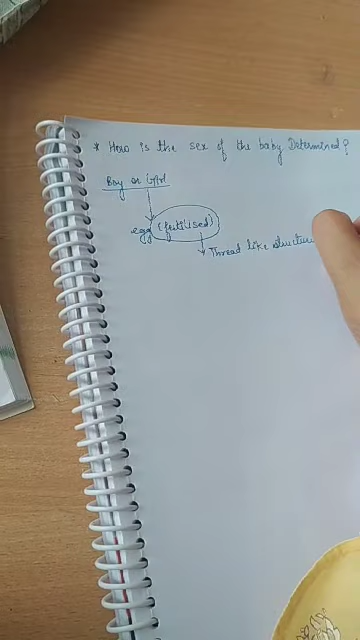 * How is the sex of the baby Determined?
Boy or Girl
egg (fertilised)
Thread like structure